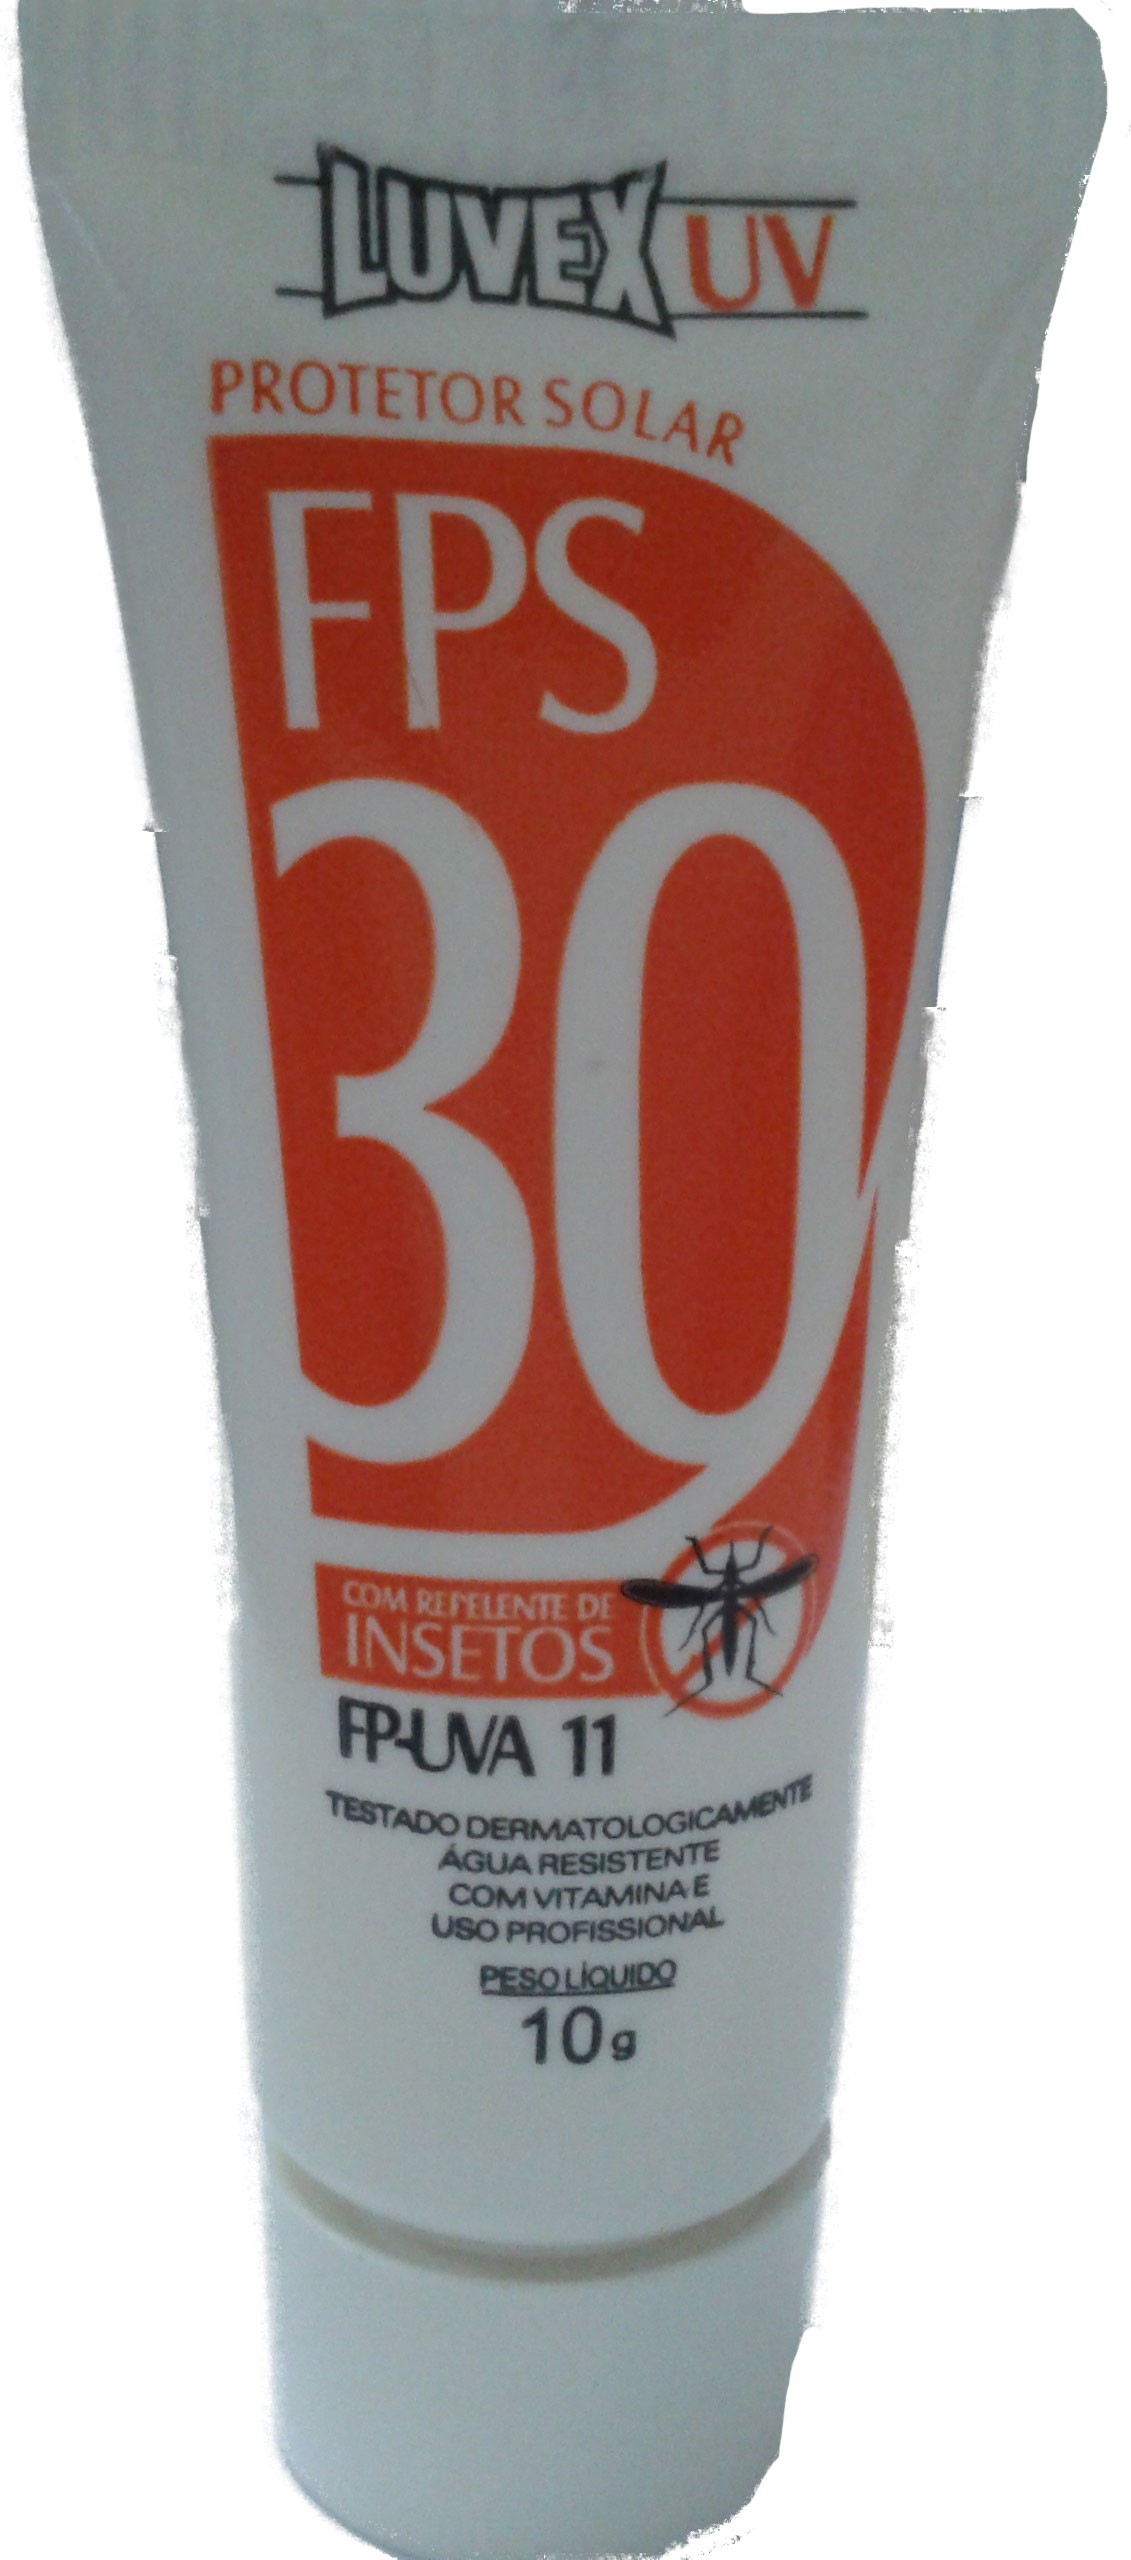 LUVEX UV
PROTETOR SOLAR
FPS
30
COM REPELENTE DE
INSETOS
FP-UVA 11
TESTADO DERMATOLOGICAMENTE
ÁGUA RESISTENTE
COM VITAMINA E
USO PROFISSIONAL
PESO LÍQUIDO
10g